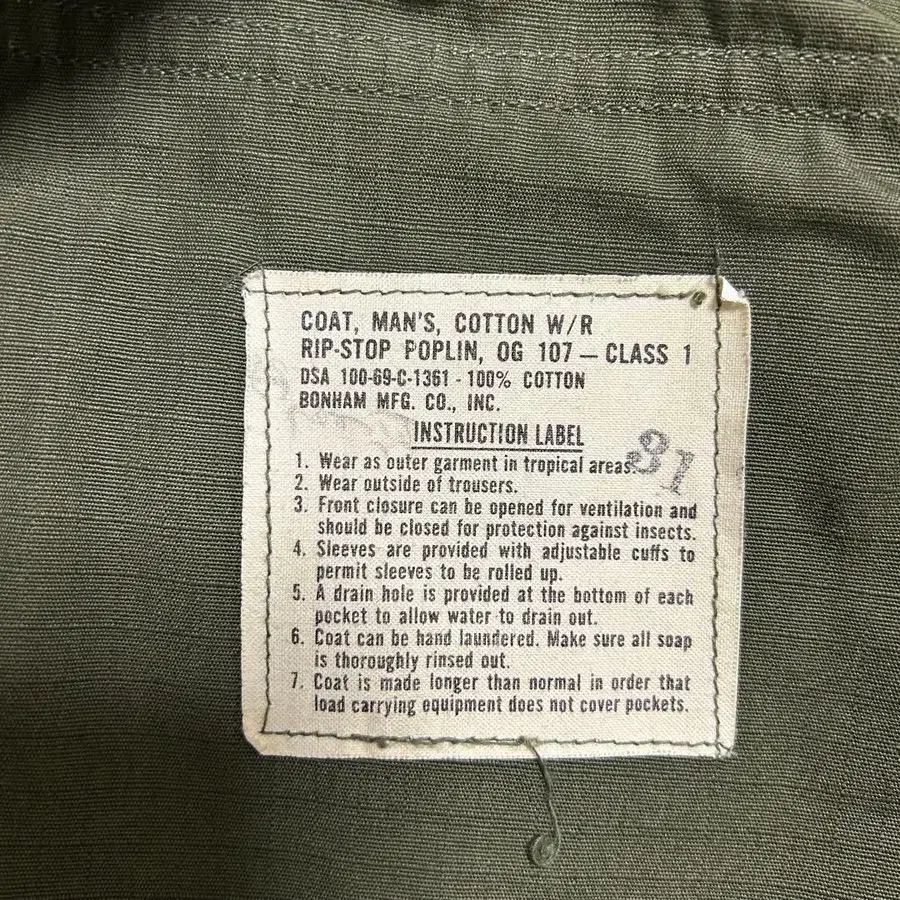 COAT, MAN'S, COTTON W/R
RIP-STOP POPLIN, OG 107 — CLASS 1
DSA 100-69-C-1361 - 100% COTTON
BONHAM MFG. CO., INC.
INSTRUCTION LABEL
31
1. Wear as outer garment in tropical areas.
2. Wear outside of trousers.
3. Front closure can be opened for ventilation and
should be closed for protection against insects.
4. Sleeves are provided with adjustable cuffs to
permit sleeves to be rolled up.
5. A drain hole is provided at the bottom of each
pocket to allow water to drain out.
6. Coat can be hand laundered. Make sure all soap
is thoroughly rinsed out.
7. Coat is made longer than normal in order that
load carrying equipment does not cover pockets.